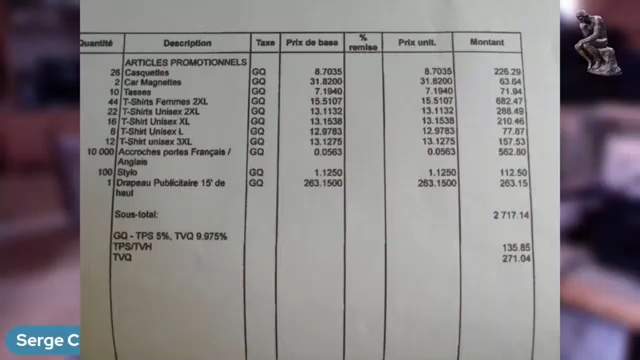 Quantité Description Taxe Prix de base % remise Prix unit. Montant
ARTICLES PROMOTIONNELS
26 Casquettes GQ 8.7035 8.7035 226.29
2 Car Magnettes GQ 31.8200 31.8200 63.64
10 Tasses GQ 7.1940 7.1940 71.94
44 T-Shirts Femmes 2XL GQ 15.5107 15.5107 682.47
22 T-Shirts Unisex 2XL GQ 13.1132 13.1132 288.49
16 T-Shirt Unisex XL GQ 13.1538 13.1538 210.46
6 T-Shirt Unisex L GQ 12.9783 12.9783 77.87
12 T-Shirt unisex 3XL GQ 13.1275 13.1275 157.53
10 000 Accroches portes Français / GQ 0.0563 0.0563 562.80
Anglais
100 Stylo GQ 1.1250 1.1250 112.50
1 Drapeau Publicitaire 15' de GQ 263.1500 263.1500 263.15
haut
Sous-total: 2 717.14
GQ - TPS 5%, TVQ 9.975%
TPS/TVH 135.85
TVQ 271.04
Serge C